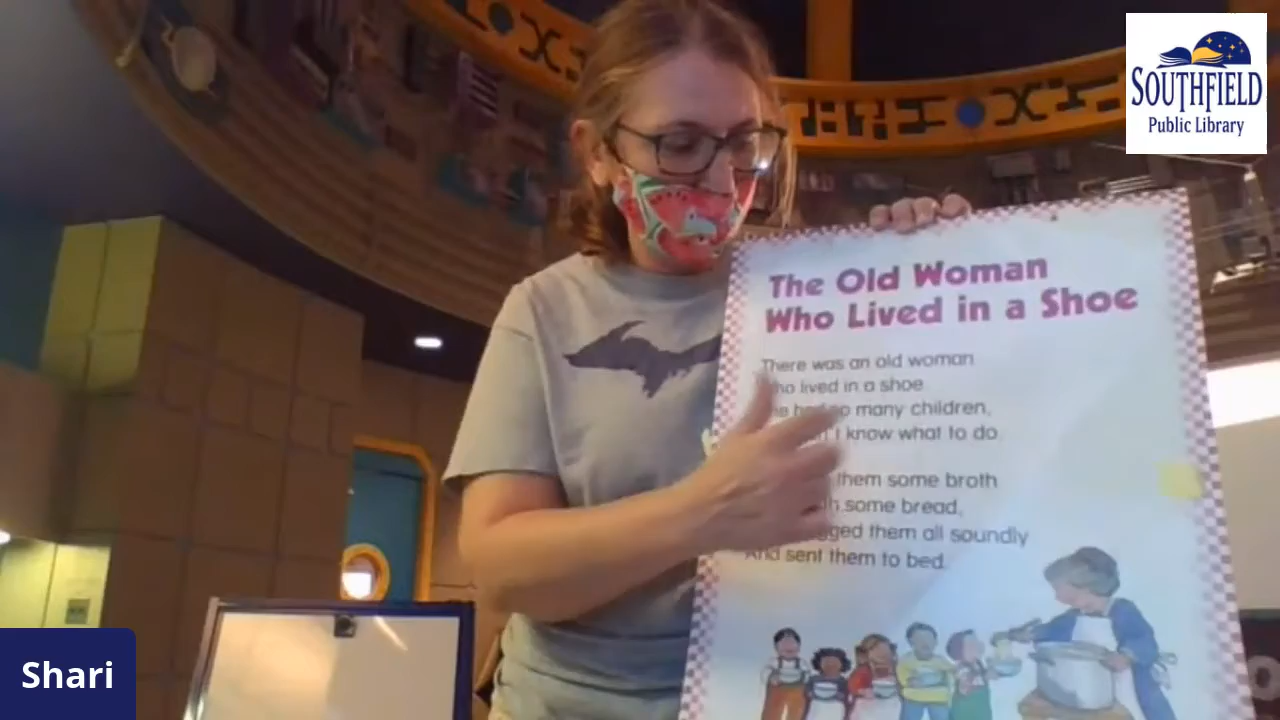 SOUTHFIELD
Public Library
The Old Woman
Who Lived in a Shoe
There was an old woman
who lived in a shoe
many children,
know what to do.
them some broth
some bread,
them all soundly
And sent them to bed.
Shari